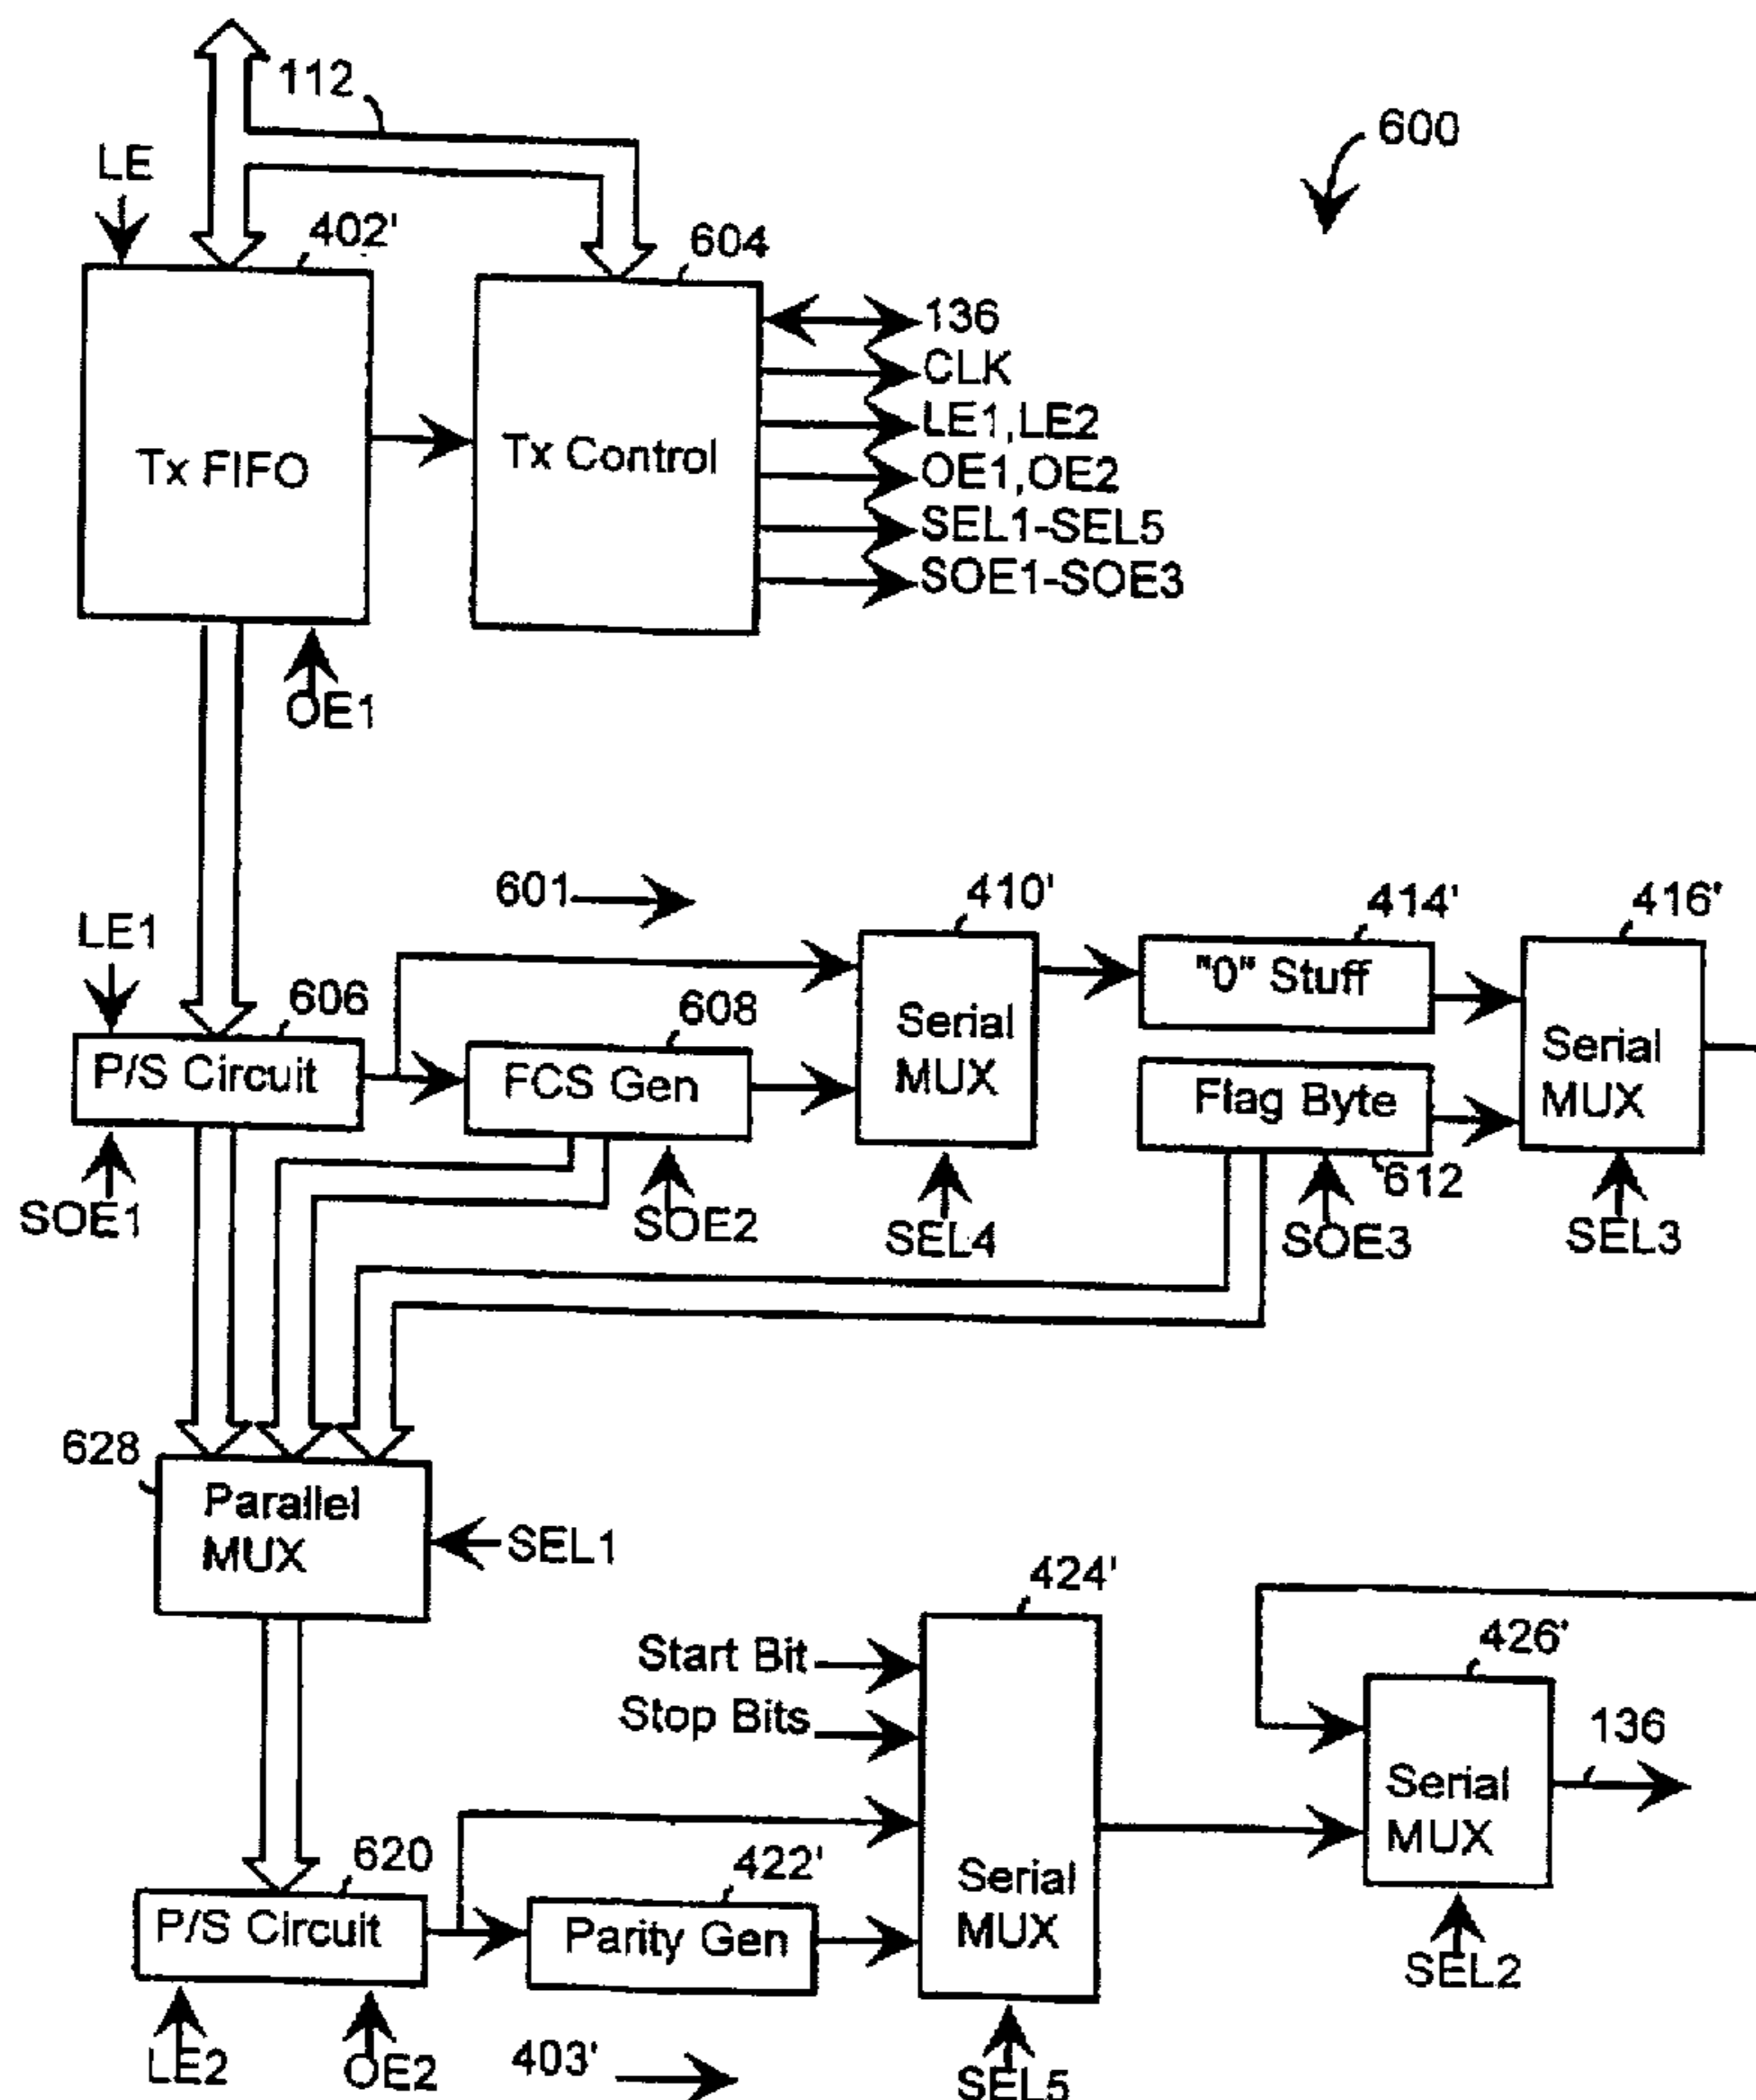 112
600
LE
402'
604
136
CLK
LE1,LE2
OE1,OE2
SEL1-SEL5
SOE1-SOE3
Tx FIFO
Tx Control
OE1
601
410'
414'
416'
LE1
606
608
"0" Stuff
Serial
MUX
Serial
MUX
P/S Circuit
FCS Gen
Flag Byte
612
SOE1
SOE2
SEL4
SOE3
SEL3
628
Parallel
MUX
SEL1
424'
426'
Start Bit
Stop Bits
136
Serial
MUX
620
422'
Serial
MUX
P/S Circuit
Parity Gen
SEL2
LE2
OE2
403'
SEL5